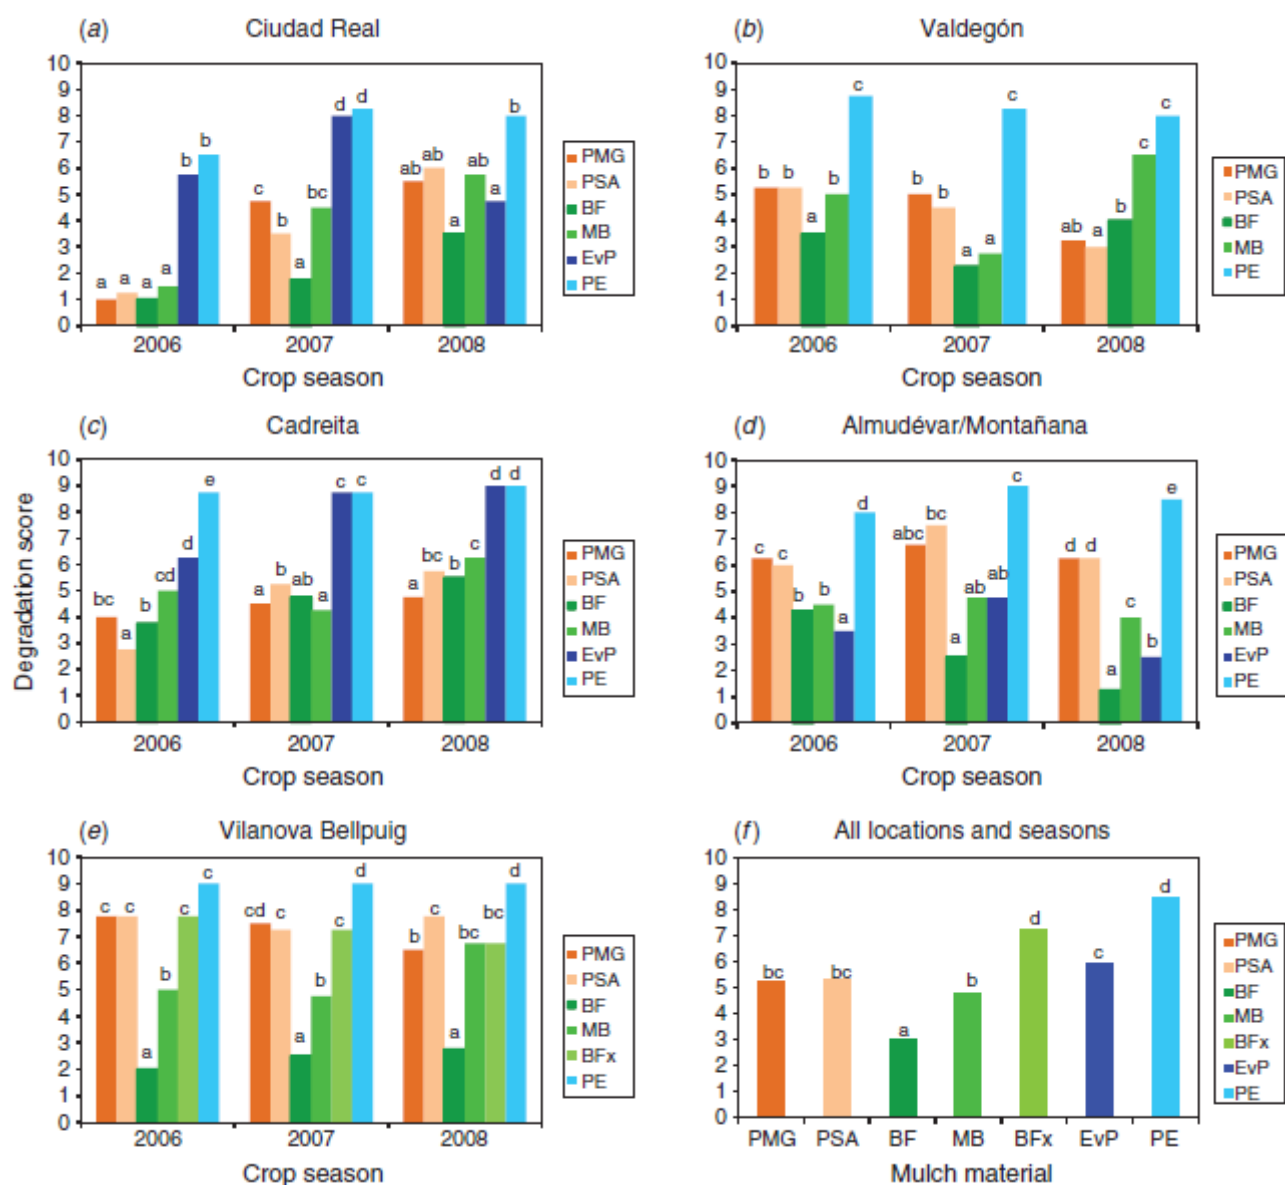 (a) Ciudad Real
10
9
8
7
6
5
4
3
2
1
0
a a a a b b
c b a bc d d
ab ab a ab a b
2006 2007 2008
Crop season
PMG
PSA
BF
MB
EvP
PE
(b) Valdegón
10
9
8
7
6
5
4
3
2
1
0
b b a b c
b b a a c
ab a b c c
2006 2007 2008
Crop season
PMG
PSA
BF
MB
PE
Degradation score
(c) Cadreita
10
9
8
7
6
5
4
3
2
1
0
bc a b cd d e
a b ab a c c
a bc b c d d
2006 2007 2008
Crop season
PMG
PSA
BF
MB
EvP
PE
(d) Almudévar/Montañana
10
9
8
7
6
5
4
3
2
1
0
c c b b a d
abc bc a ab ab c
d d a c b e
2006 2007 2008
Crop season
PMG
PSA
BF
MB
EvP
PE
(e) Vilanova Bellpuig
10
9
8
7
6
5
4
3
2
1
0
c c a b c c
cd c a b c d
b c a bc bc d
2006 2007 2008
Crop season
PMG
PSA
BF
MB
BFx
PE
(f) All locations and seasons
10
9
8
7
6
5
4
3
2
1
0
bc bc a b d c d
PMG PSA BF MB BFx EvP PE
Mulch material
PMG
PSA
BF
MB
BFx
EvP
PE